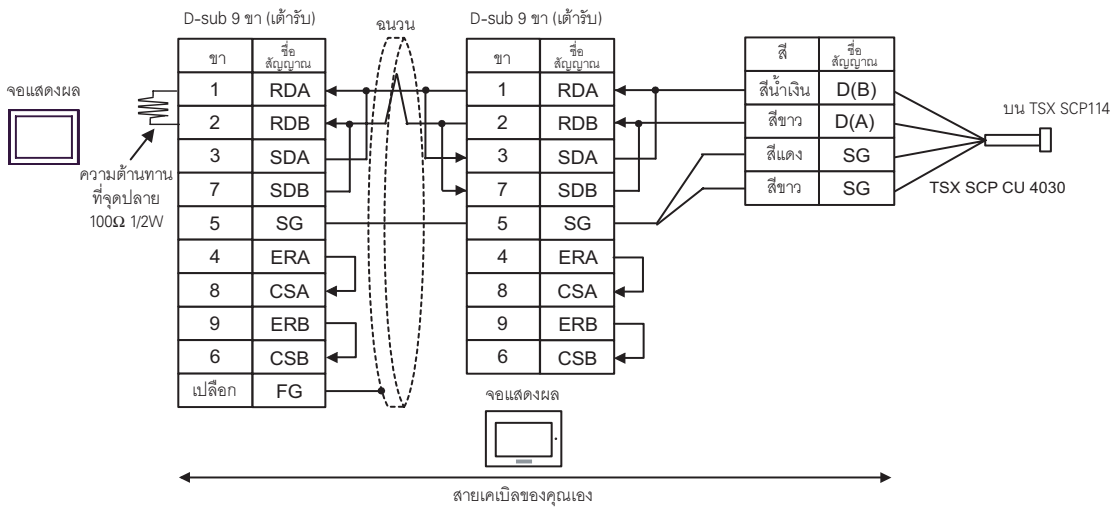 D-sub 9 ขา (เต้ารับ)
ฉนวน
D-sub 9 ขา (เต้ารับ)
จอแสดงผล
ขา ชื่อสัญญาณ
1 RDA
2 RDB
3 SDA
7 SDB
5 SG
4 ERA
8 CSA
9 ERB
6 CSB
เปลือก FG
ความต้านทาน
ที่จุดปลาย
100Ω 1/2W
ขา ชื่อสัญญาณ
1 RDA
2 RDB
3 SDA
7 SDB
5 SG
4 ERA
8 CSA
9 ERB
6 CSB
จอแสดงผล
สี ชื่อสัญญาณ
สีน้ำเงิน D(B)
สีขาว D(A)
สีแดง SG
สีขาว SG
บน TSX SCP114
TSX SCP CU 4030
สายเคเบิลของคุณเอง